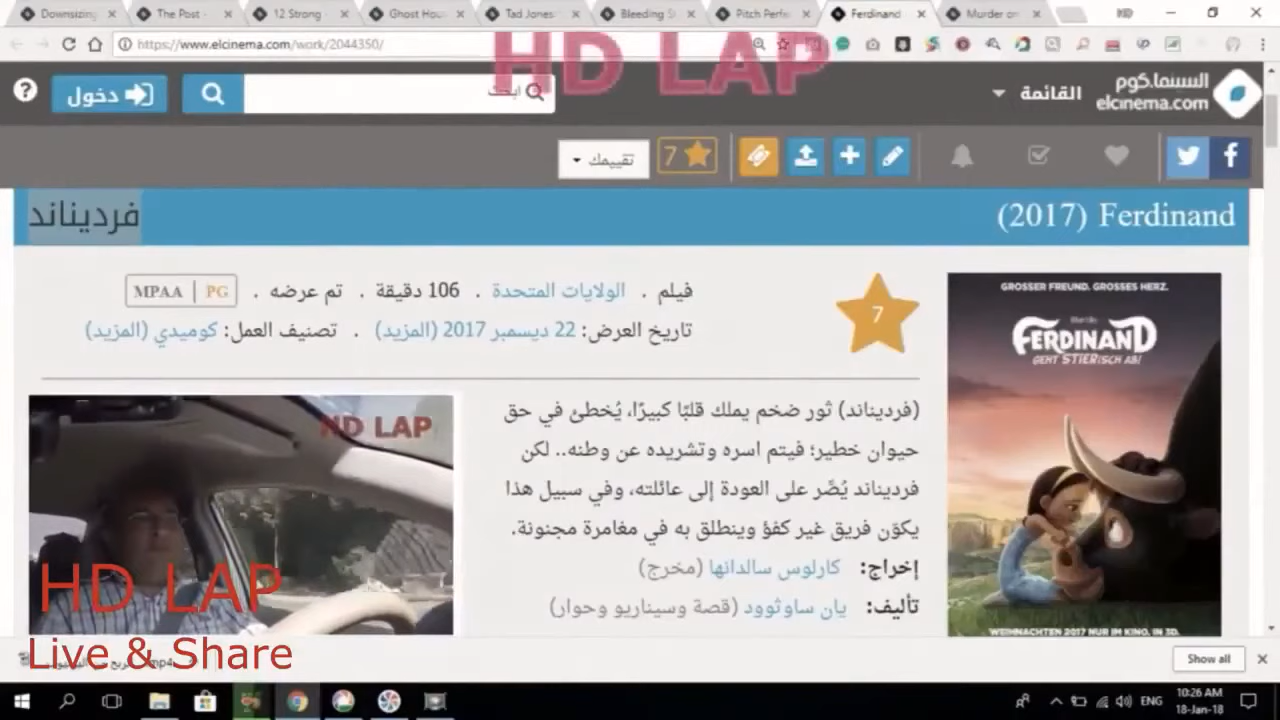 Downsizing
The Post -
12 Strong -
Ghost Hou
Tad Jones
Bleeding S
Pitch Perfe
Ferdinand
Murder on
https://www.elcinema.com/work/2044350/
HD LAP
السينما.كوم
elcinema.com
القائمة
ابحث
دخول
تقييمك
7
Ferdinand (2017)
فرديناند
فيلم . الولايات المتحدة . 106 دقيقة . تم عرضه . MPAA | PG
تاريخ العرض: 22 ديسمبر 2017 (المزيد) . تصنيف العمل: كوميدي (المزيد)
7
GROSSER FREUND. GROSSES HERZ.
FERDINAND
GEHT STIERISCH AB!
WEIHNACHTEN 2017 NUR IM KINO, IN 3D.
(فرديناند) ثور ضخم يملك قلبًا كبيرًا، يُخطئ في حق
حيوان خطير؛ فيتم اسره وتشريده عن وطنه.. لكن
فرديناند يُصِّر على العودة إلى عائلته، وفي سبيل هذا
يكوّن فريق غير كفؤ وينطلق به في مغامرة مجنونة.
إخراج: كارلوس سالدانها (مخرج)
تأليف: يان ساوثوود (قصة وسيناريو وحوار)
HD LAP
HD LAP
Live & Share
.mp4
Show all
ENG
10:26 AM
18-Jan-18